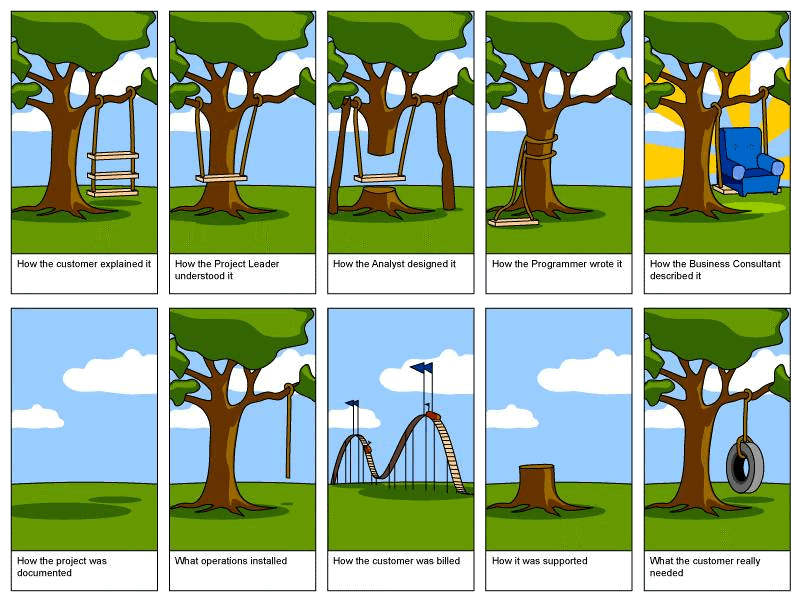 How the customer explained it
How the Project Leader
understood it
How the Analyst designed it
How the Programmer wrote it
How the Business Consultant
described it
How the project was
documented
What operations installed
How the customer was billed
How it was supported
What the customer really
needed